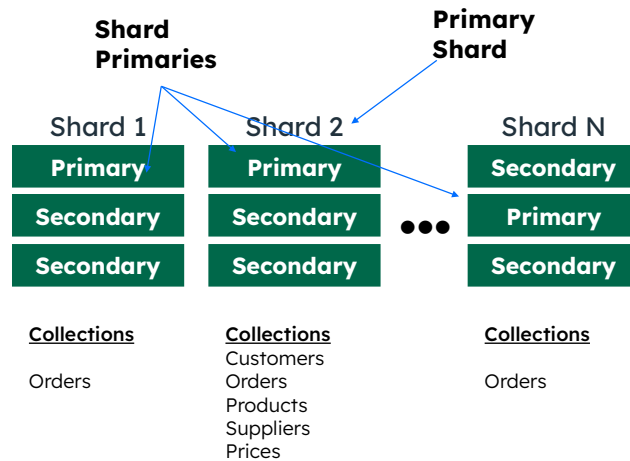 Shard
Primaries
Primary
Shard
Shard 1
Shard 2
Shard N
Primary
Primary
Secondary
Secondary
Secondary
Primary
Secondary
Secondary
Secondary
Collections
Collections
Collections
Customers
Orders
Orders
Orders
Products
Suppliers
Prices